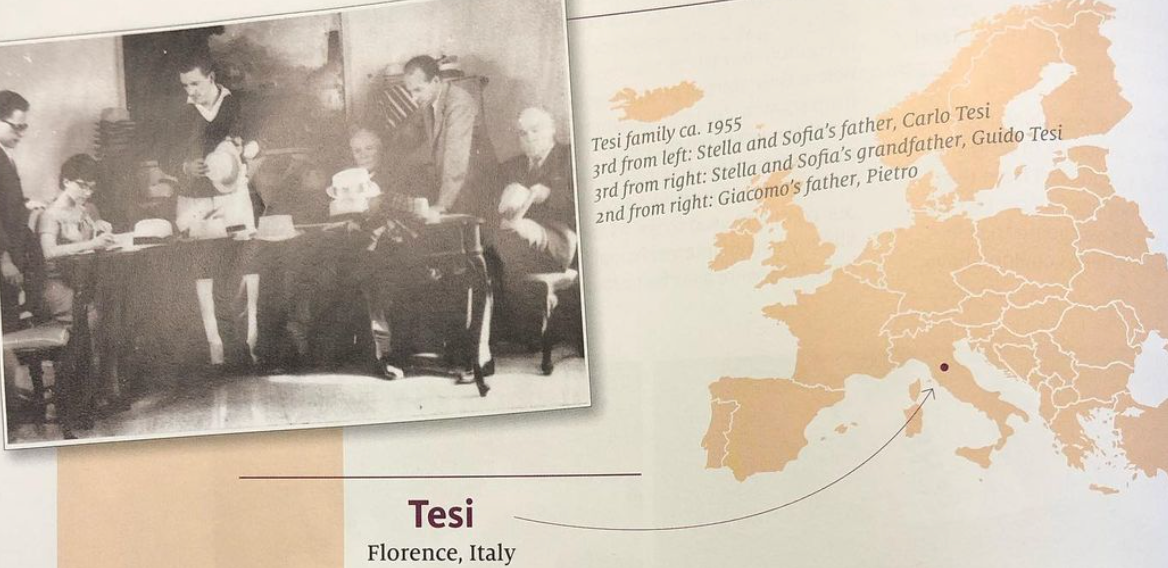 Tesi family ca. 1955
3rd from left: Stella and Sofia's father, Carlo Tesi
3rd from right: Stella and Sofia's grandfather, Guido Tesi
2nd from right: Giacomo's father, Pietro
Tesi
Florence, Italy